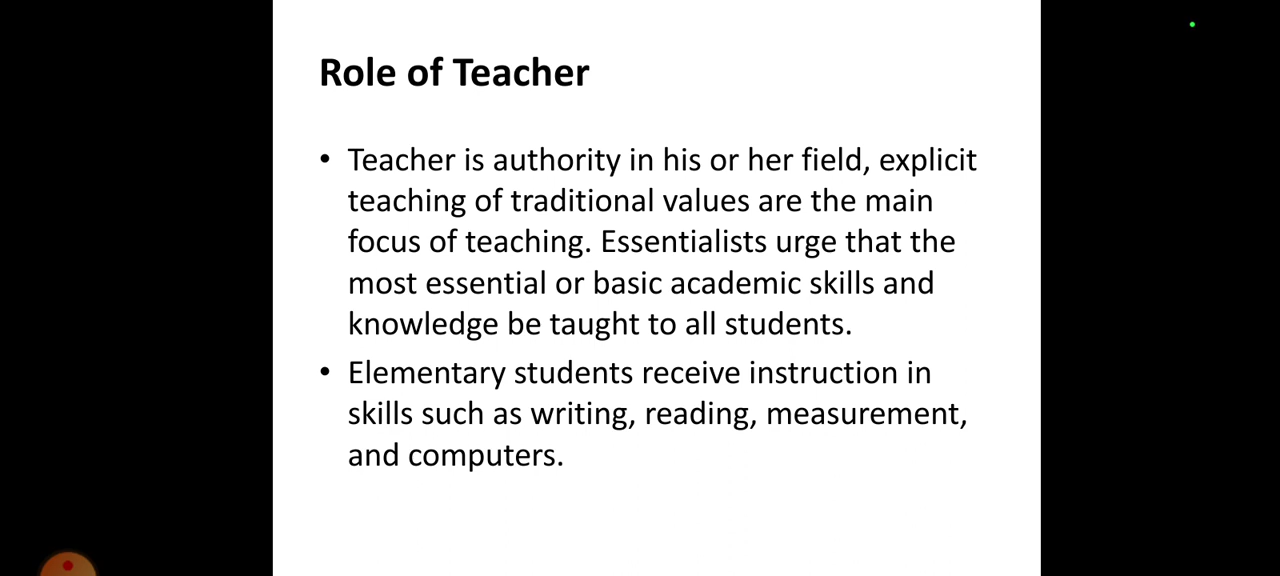 Role of Teacher
• Teacher is authority in his or her field, explicit
teaching of traditional values are the main
focus of teaching. Essentialists urge that the
most essential or basic academic skills and
knowledge be taught to all students.
• Elementary students receive instruction in
skills such as writing, reading, measurement,
and computers.